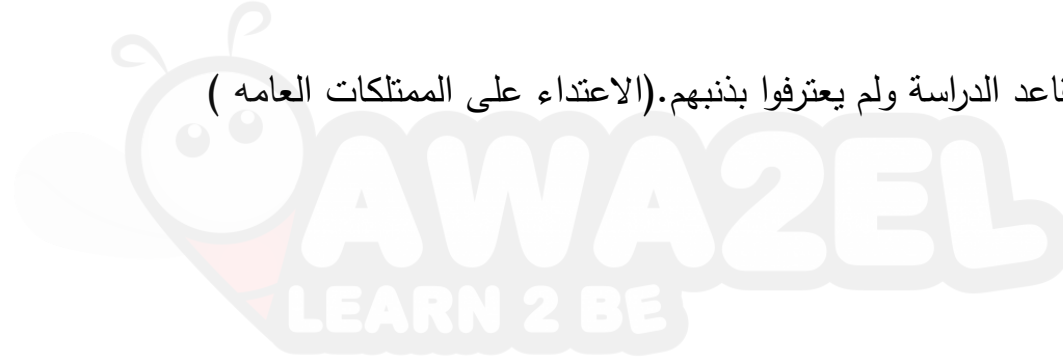 الدراسة ولم يعترفوا بذنبهم.(الاعتداء على الممتلكات العامه )
AWA2EL
LEARN 2 BE